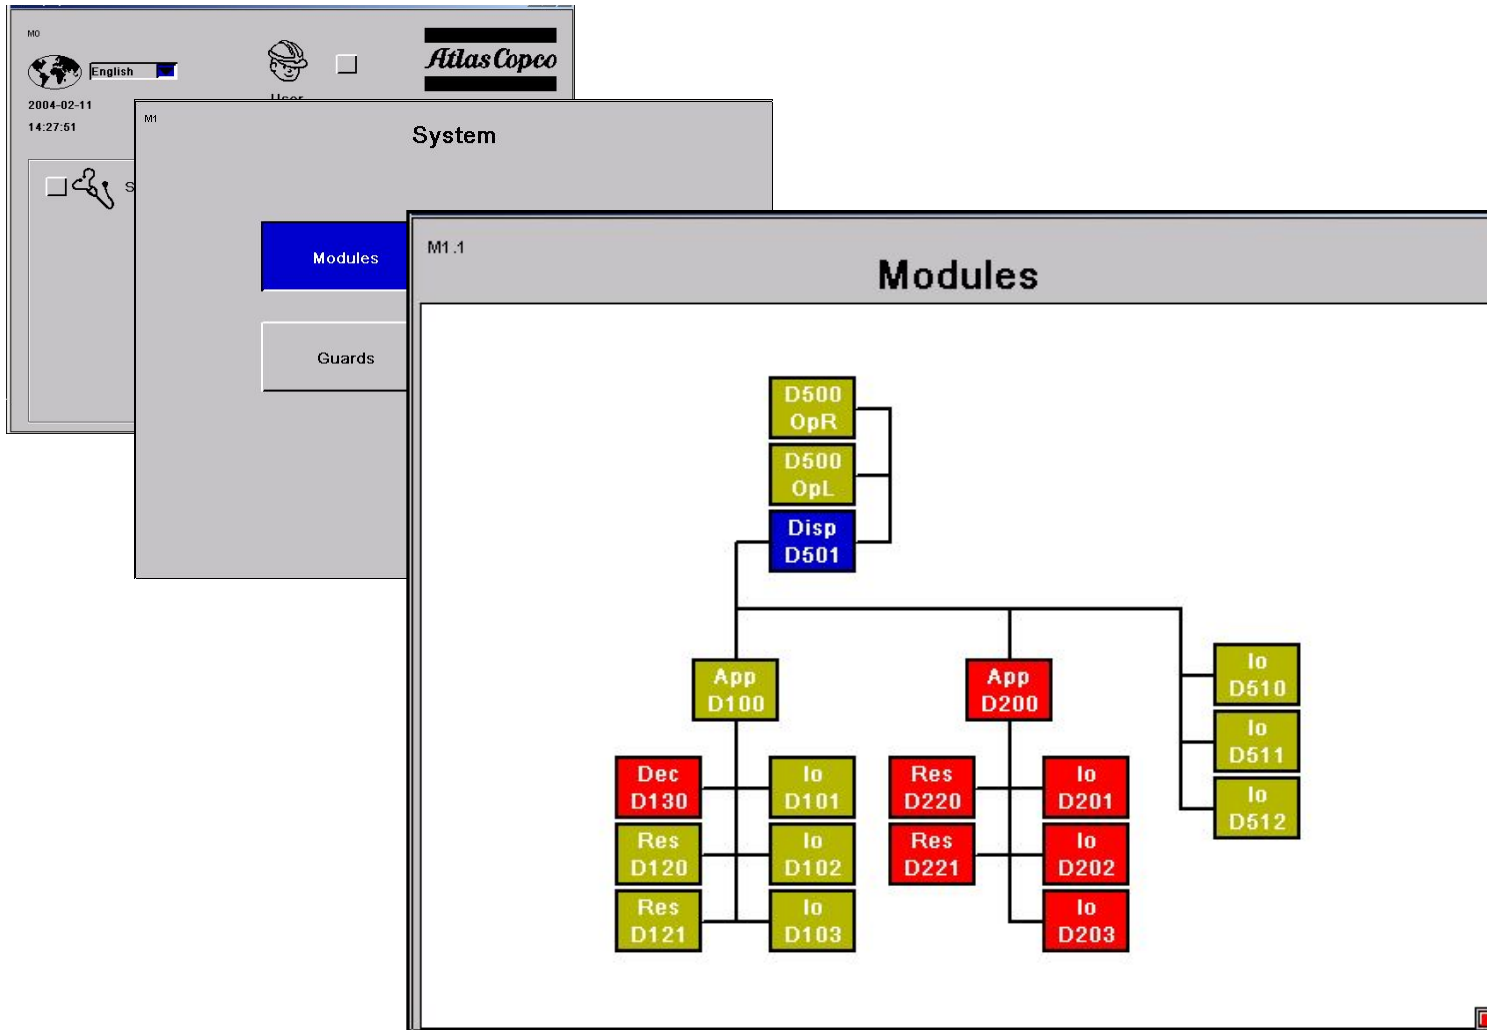 M0
English
Atlas Copco
2004-02-11
14:27:51
M1
System
Modules
Guards
M1.1
Modules
D500
OpR
D500
OpL
Disp
D501
App
D100
App
D200
Io
D510
Io
D511
Io
D512
Dec
D130
Io
D101
Res
D220
Io
D201
Res
D120
Io
D102
Res
D221
Io
D202
Res
D121
Io
D103
Io
D203